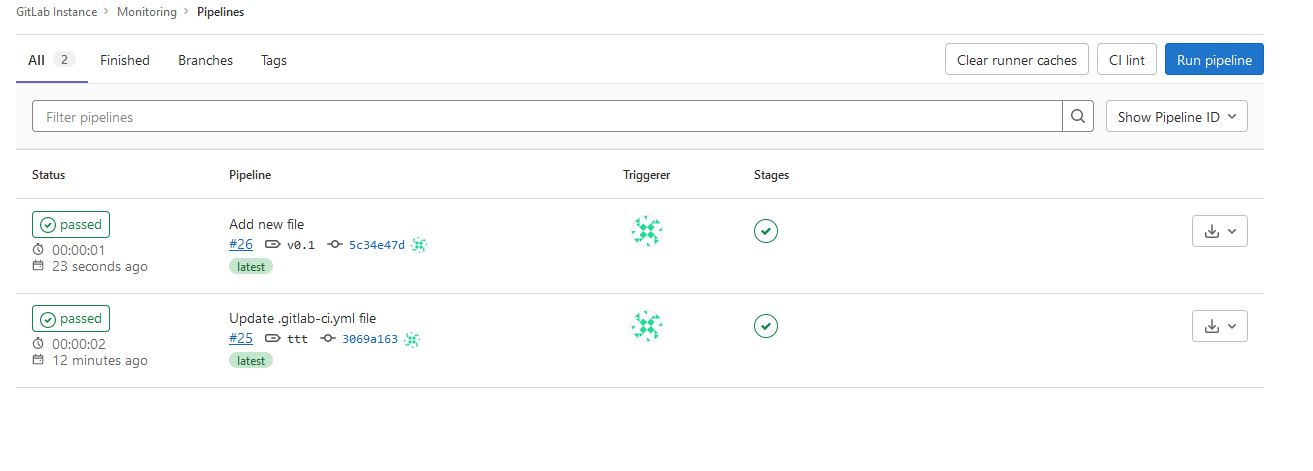 GitLab Instance > Monitoring > Pipelines
All 2 Finished Branches Tags Clear runner caches CI lint Run pipeline
Filter pipelines Show Pipeline ID
Status Pipeline Triggerer Stages
passed Add new file
00:00:01 #26 v0.1 5c34e47d
23 seconds ago latest
passed Update .gitlab-ci.yml file
00:00:02 #25 ttt 3069a163
12 minutes ago latest